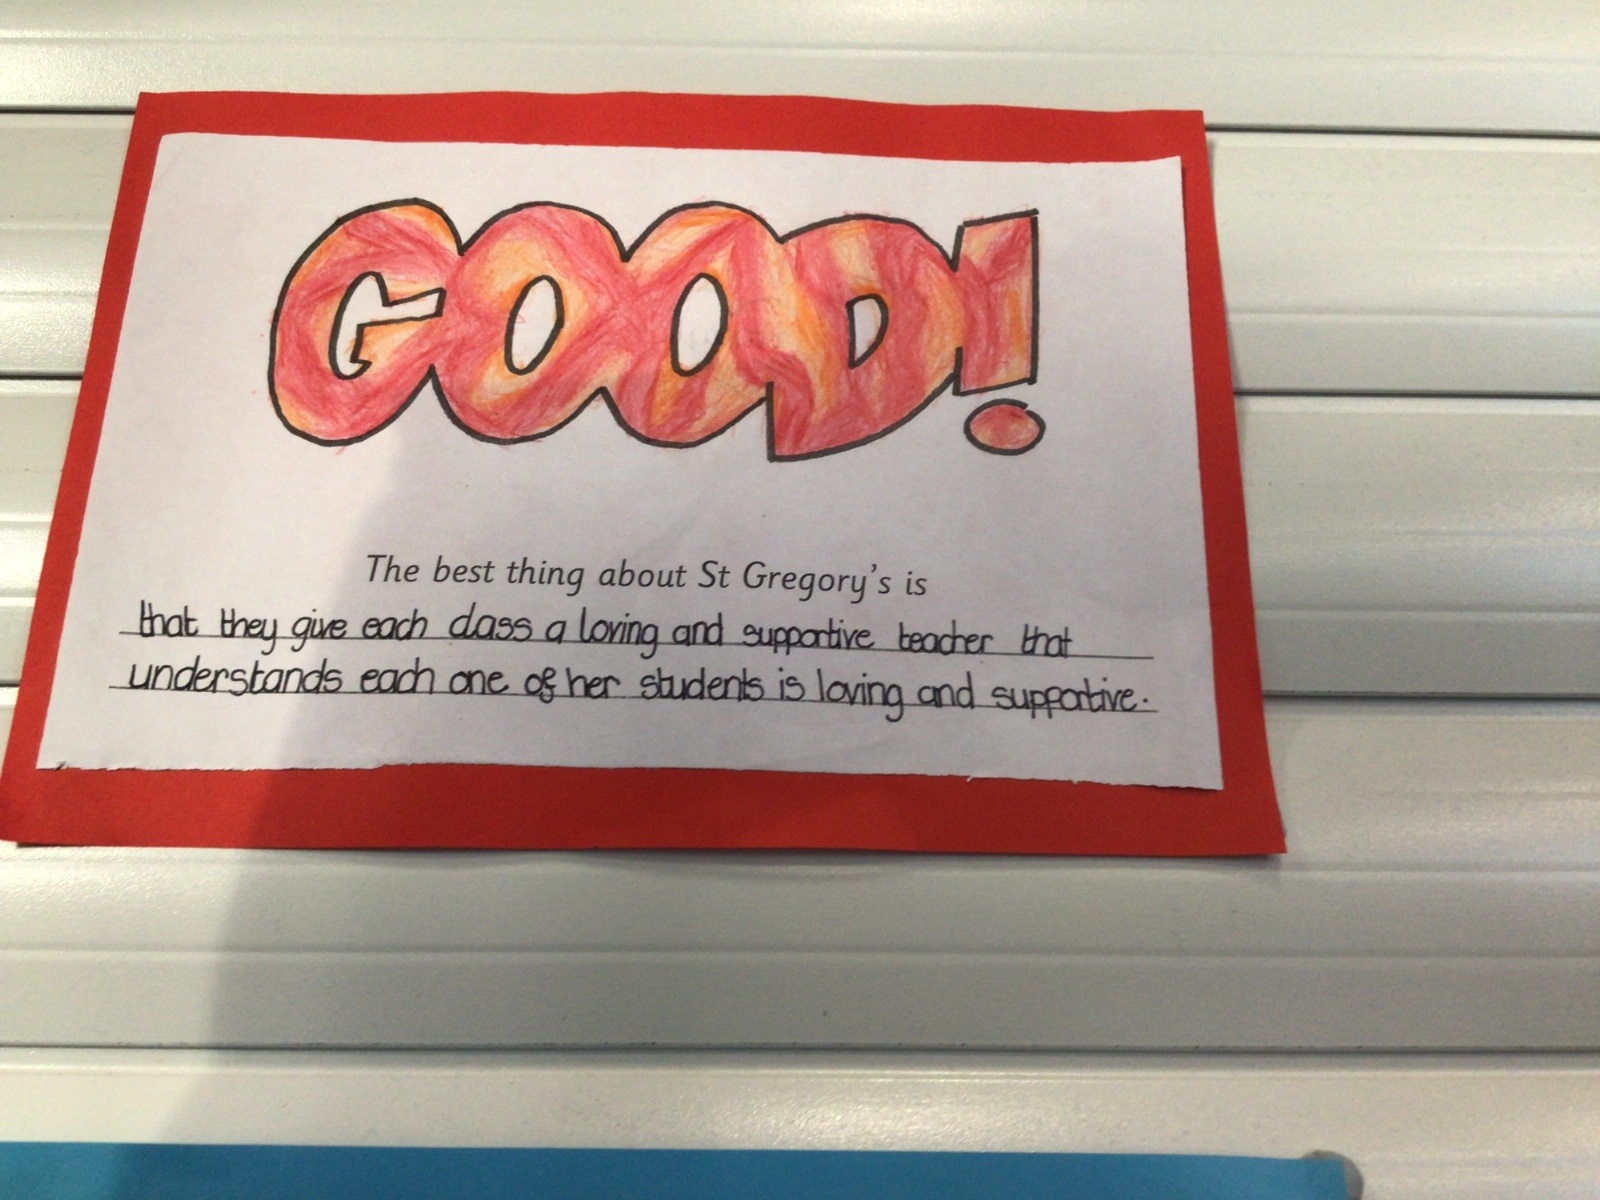 GOOD!
The best thing about St Gregory's is
that they give each class a loving and supportive teacher that
understands each one of her students is loving and supportive.